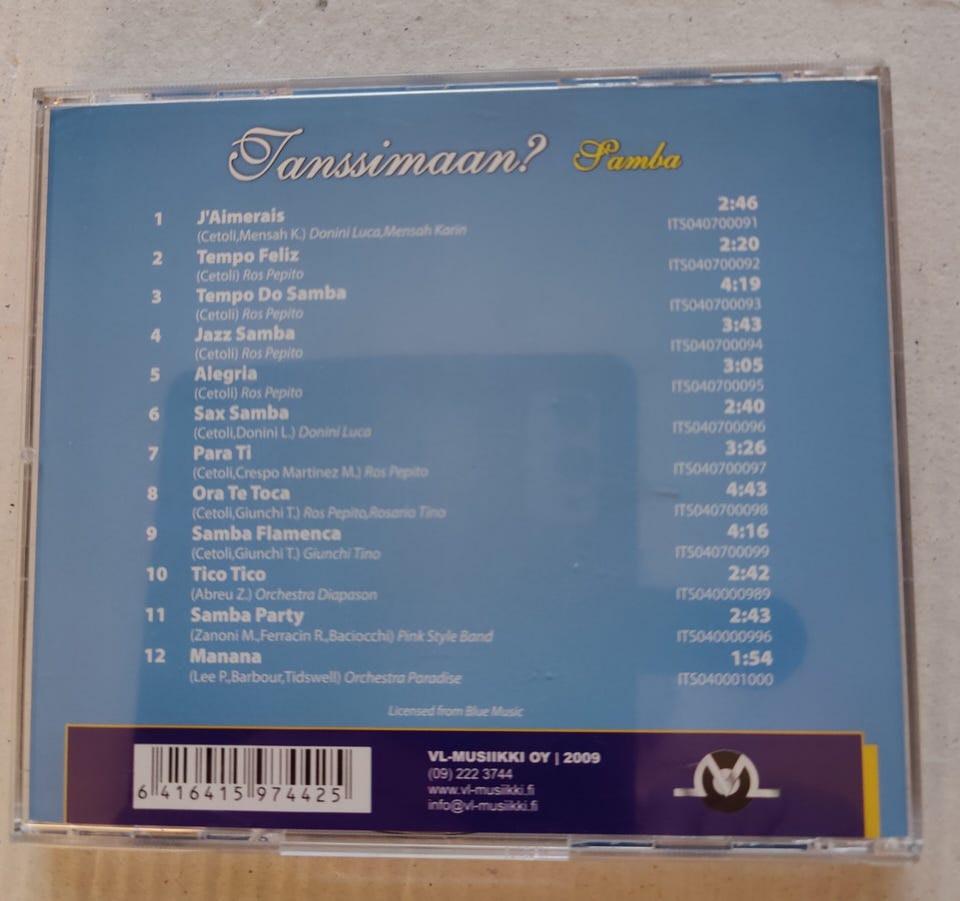 Tanssimaan? Samba
1 J'Aimerais 2:46
(Cetoli,Mensah K.) Donini Luca,Mensah Karin ITS040700091
2 Tempo Feliz 2:20
(Cetoli) Ros Pepito ITS040700092
3 Tempo Do Samba 4:19
(Cetoli) Ros Pepito ITS040700093
4 Jazz Samba 3:43
(Cetoli) Ros Pepito ITS040700094
5 Alegria 3:05
(Cetoli) Ros Pepito ITS040700095
6 Sax Samba 2:40
(Cetoli,Donini L.) Donini Luca ITS040700096
7 Para Ti 3:26
(Cetoli,Crespo Martinez M.) Ros Pepito ITS040700097
8 Ora Te Toca 4:43
(Cetoli,Giunchi T.) Ros Pepito,Rosario Tino ITS040700098
9 Samba Flamenca 4:16
(Cetoli,Giunchi T.) Giunchi Tino ITS040700099
10 Tico Tico 2:42
(Abreu Z.) Orchestra Diapason ITS040000989
11 Samba Party 2:43
(Zanoni M.,Ferracin R.,Baciocchi) Pink Style Band ITS040000996
12 Manana 1:54
(Lee P.,Barbour,Tidswell) Orchestra Paradise ITS040001000
Licensed from Blue Music
6 416415 974425
VL-MUSIIKKI OY | 2009
(09) 222 3744
www.vl-musiikki.fi
info@vl-musiikki.fi